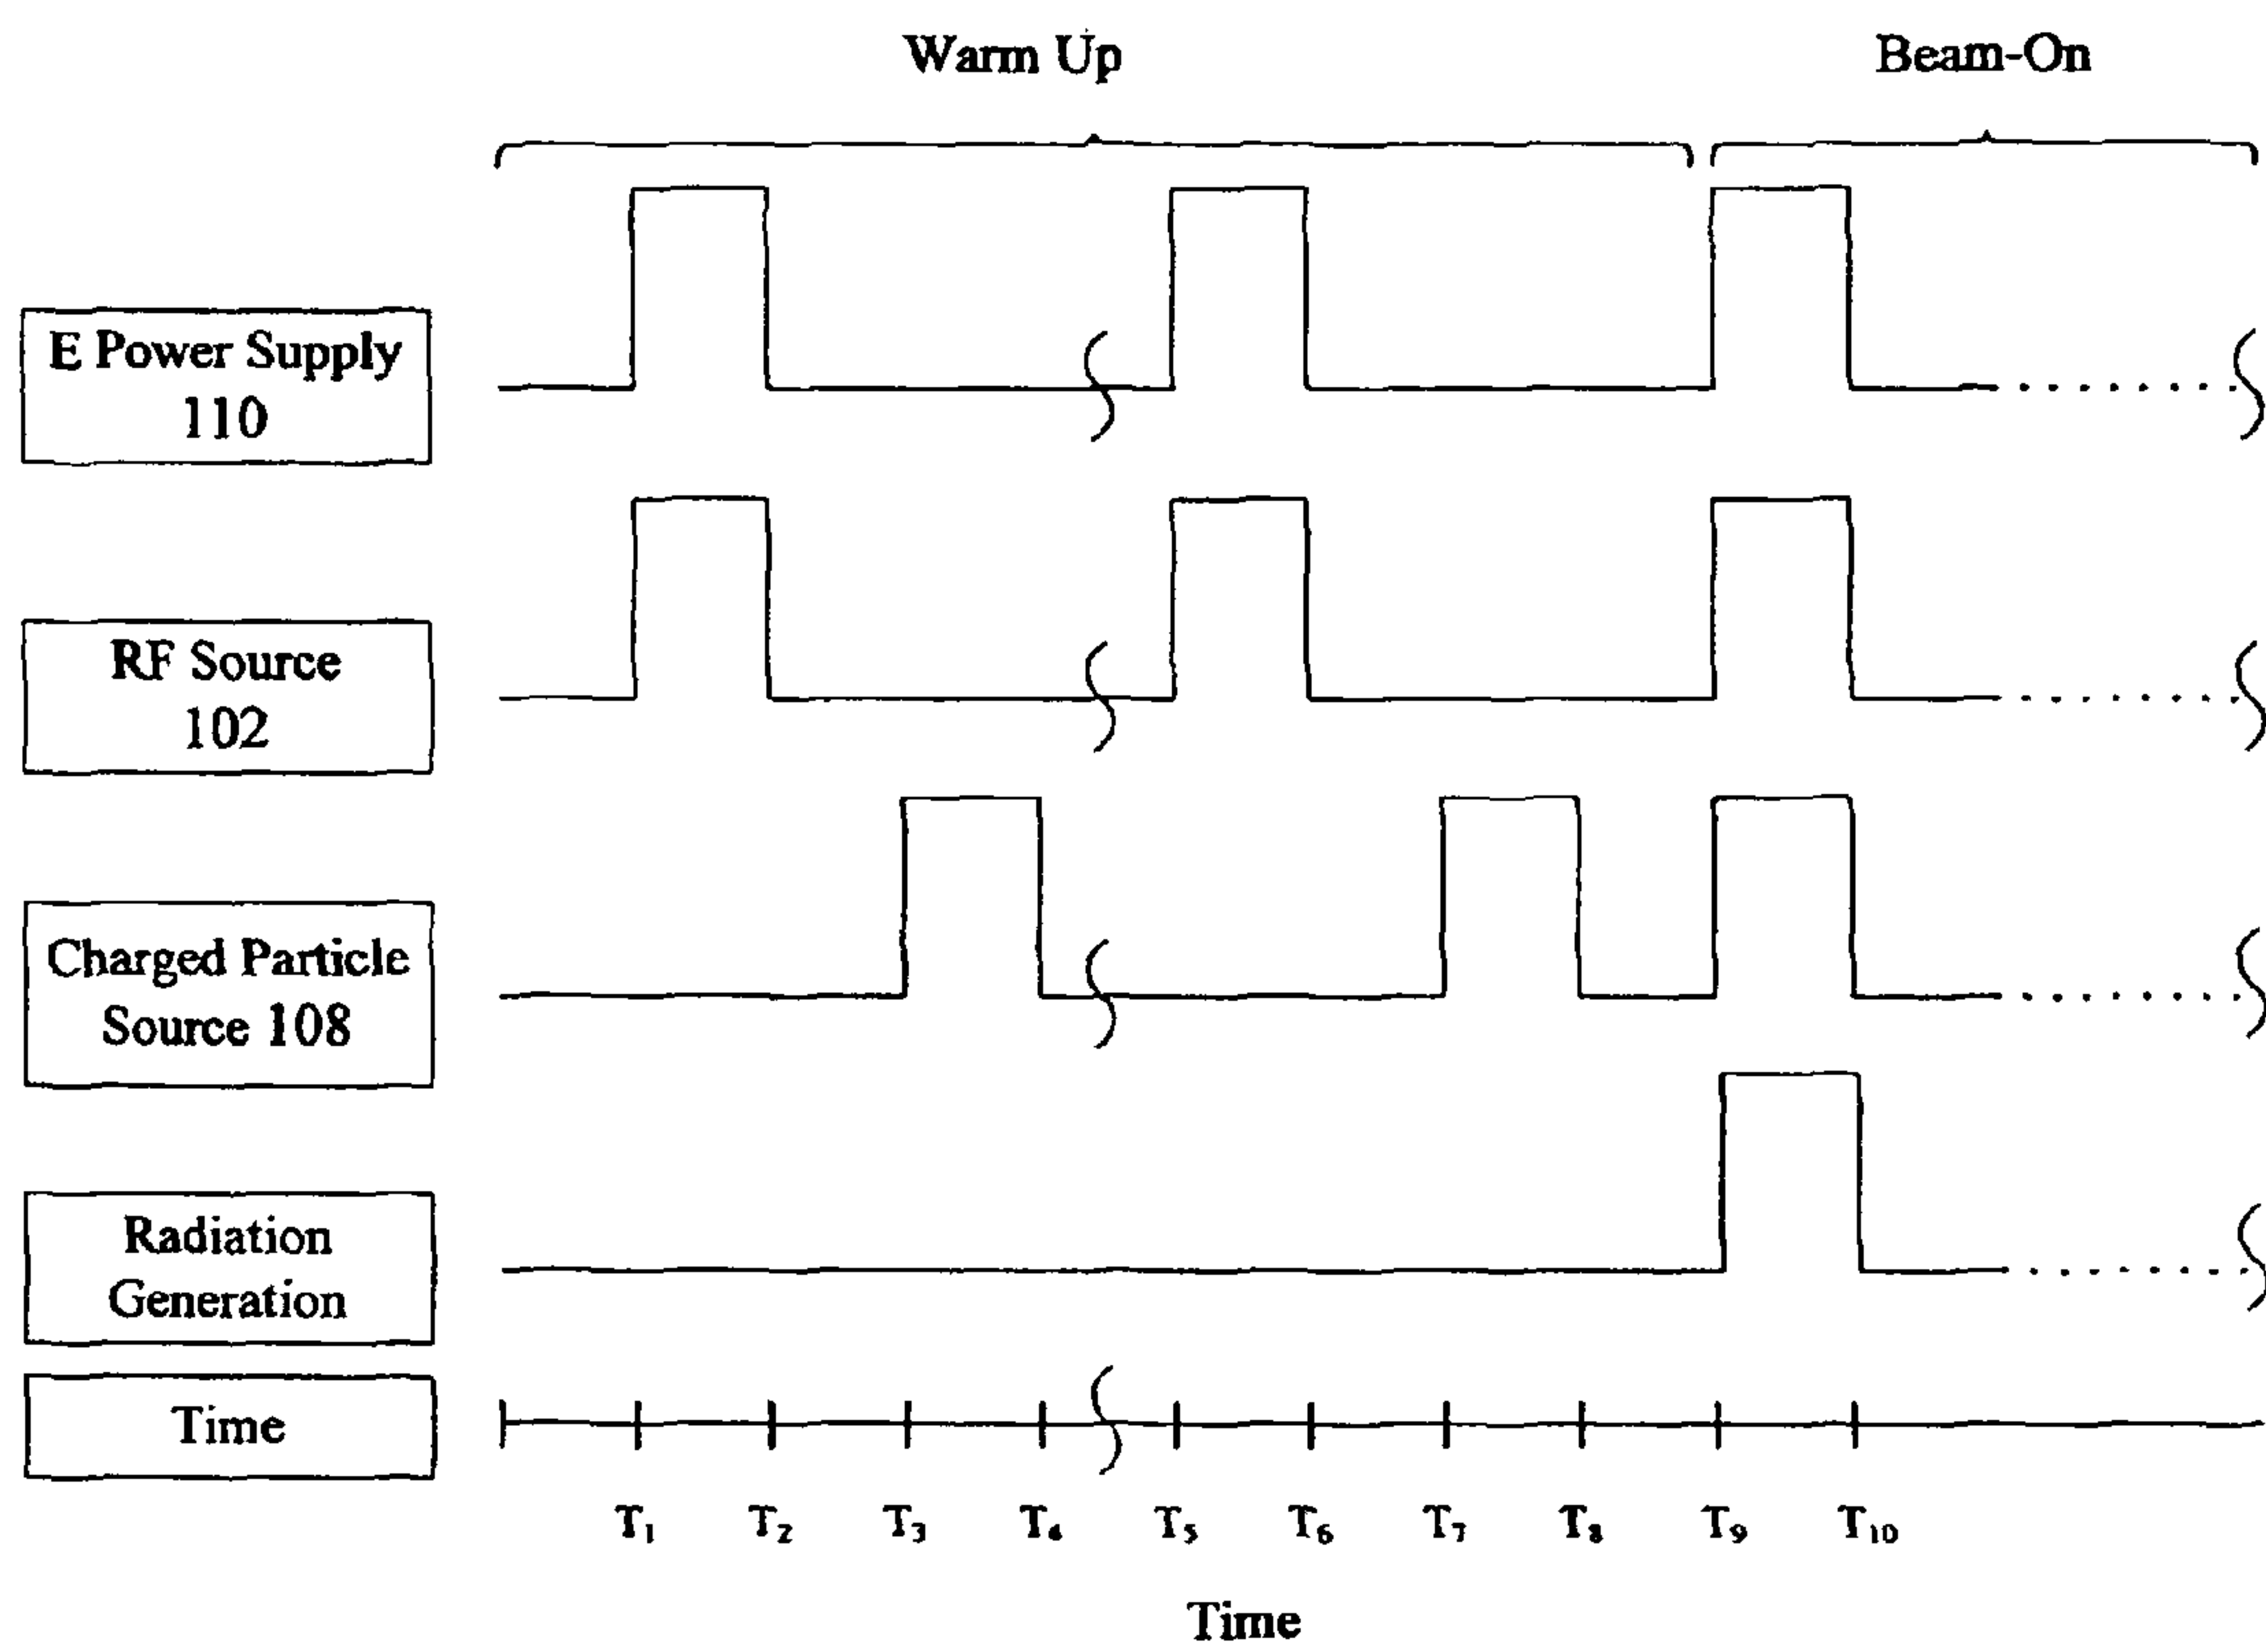 Warm Up
Beam-On
E Power Supply
110
RF Source
102
Charged Particle
Source 108
Radiation
Generation
Time
T₁ T₂ T₃ T₄ T₅ T₆ T₇ T₈ T₉ T₁₀
Time